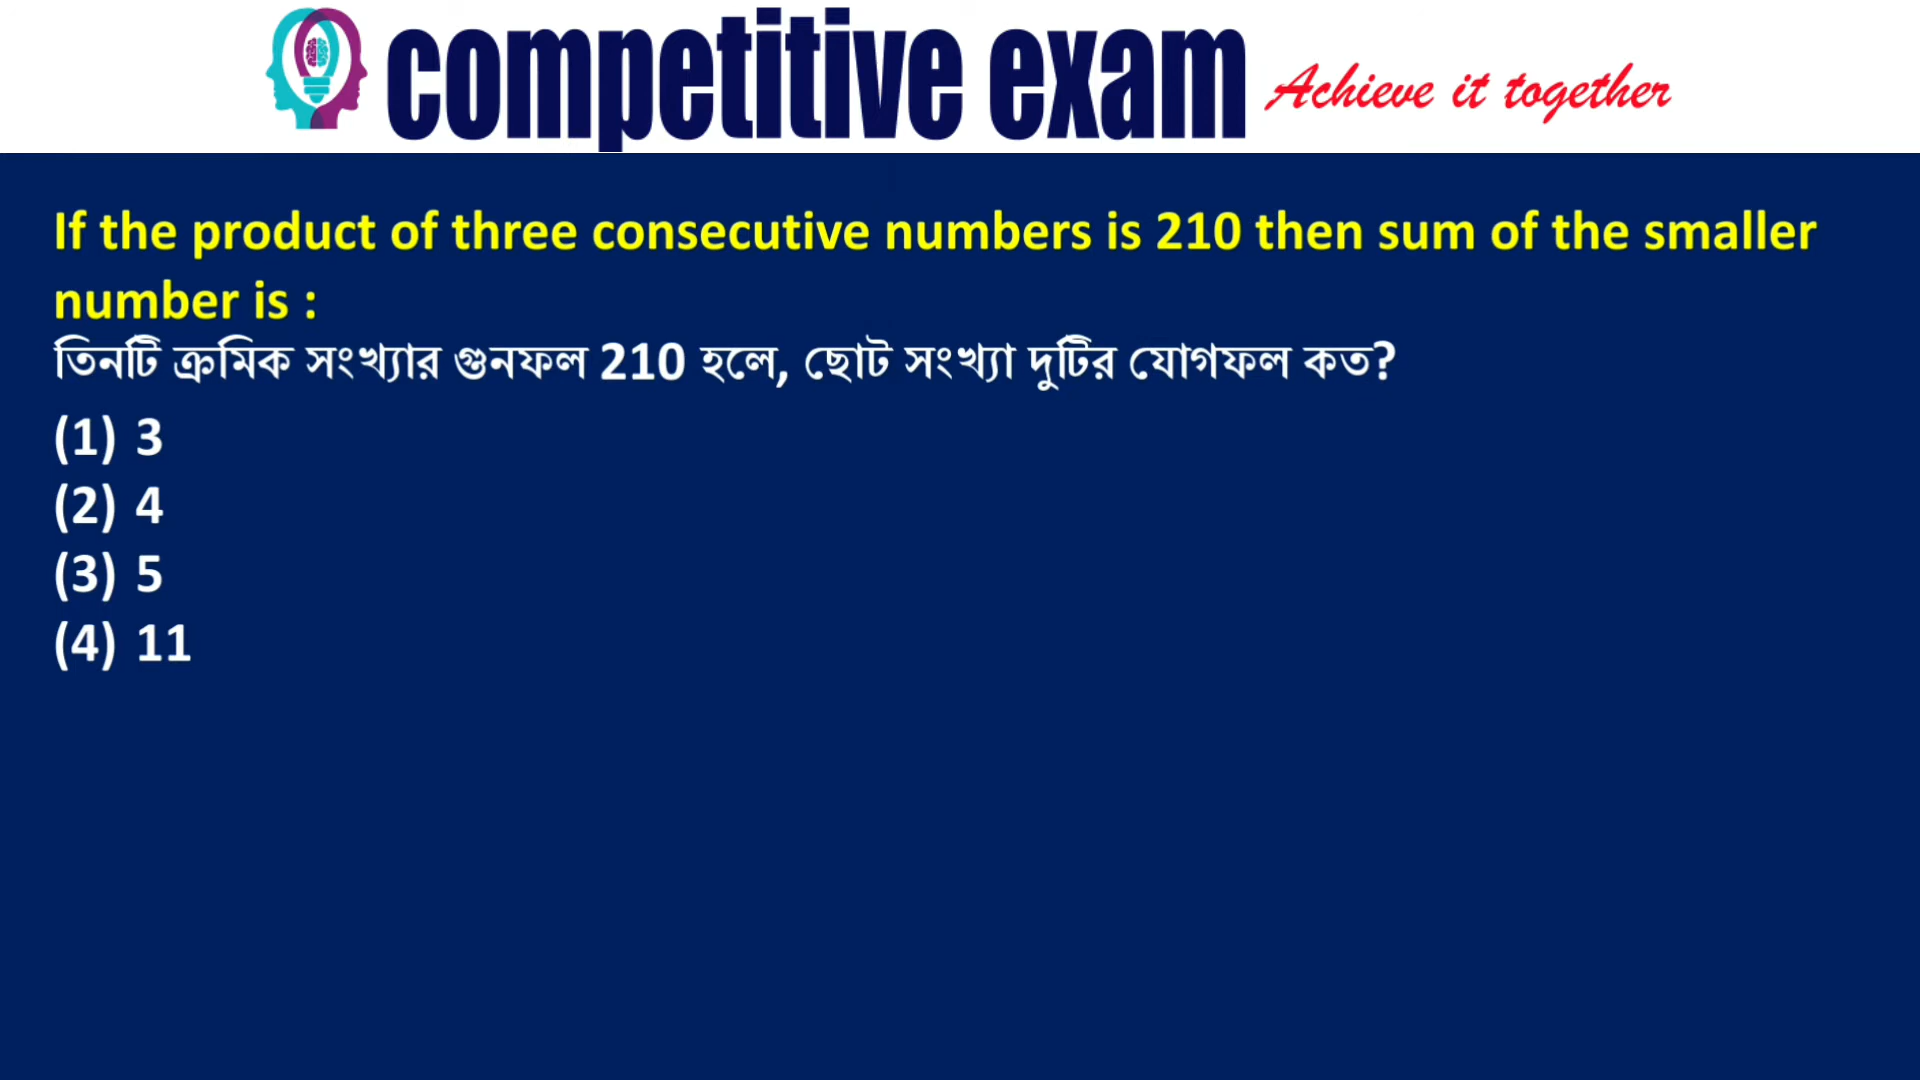 competitive exam Achieve it together
If the product of three consecutive numbers is 210 then sum of the smaller
number is :
তিনটি ক্রমিক সংখ্যার গুনফল 210 হলে, ছোট সংখ্যা দুটির যোগফল কত?
(1) 3
(2) 4
(3) 5
(4) 11